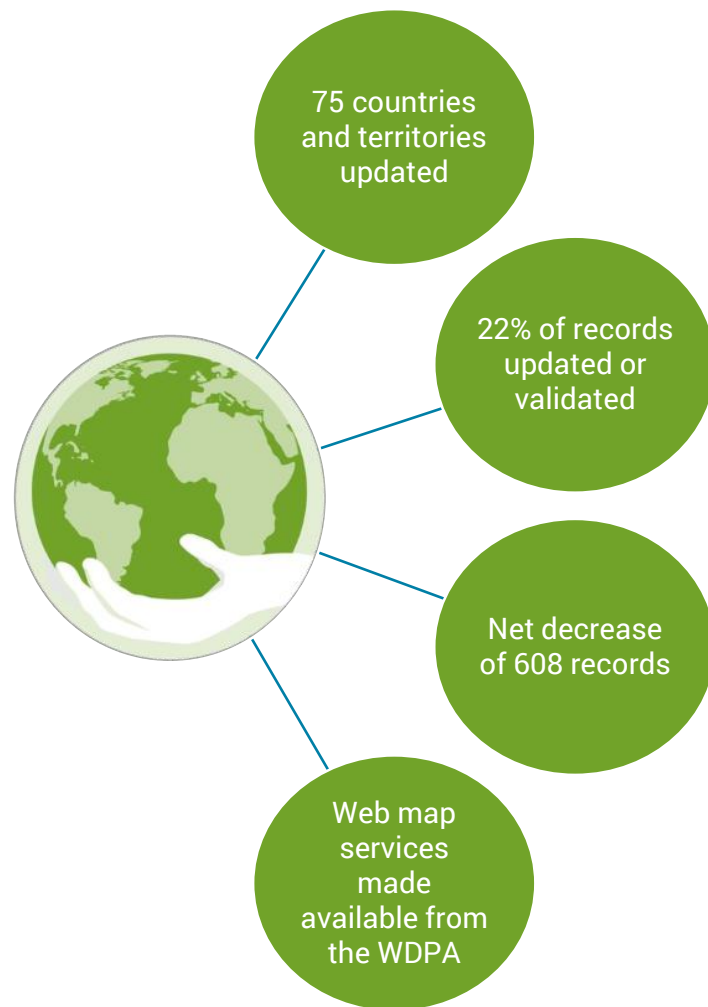 75 countries
and territories
updated
22% of records
updated or
validated
Net decrease
of 608 records
Web map
services
made
available from
the WDPA